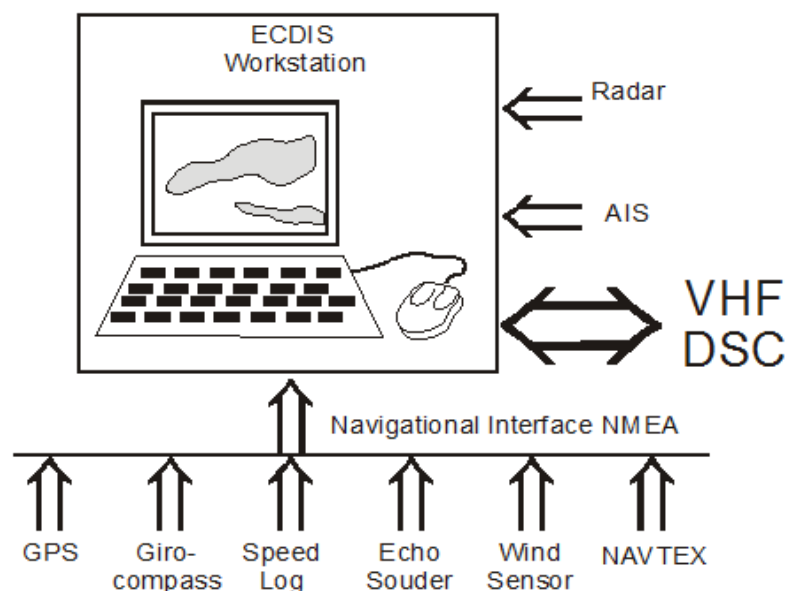 ECDIS
Workstation
Radar
AIS
VHF
DSC
Navigational Interface NMEA
GPS
Giro-
compass
Speed
Log
Echo
Souder
Wind
Sensor
NAVTEX